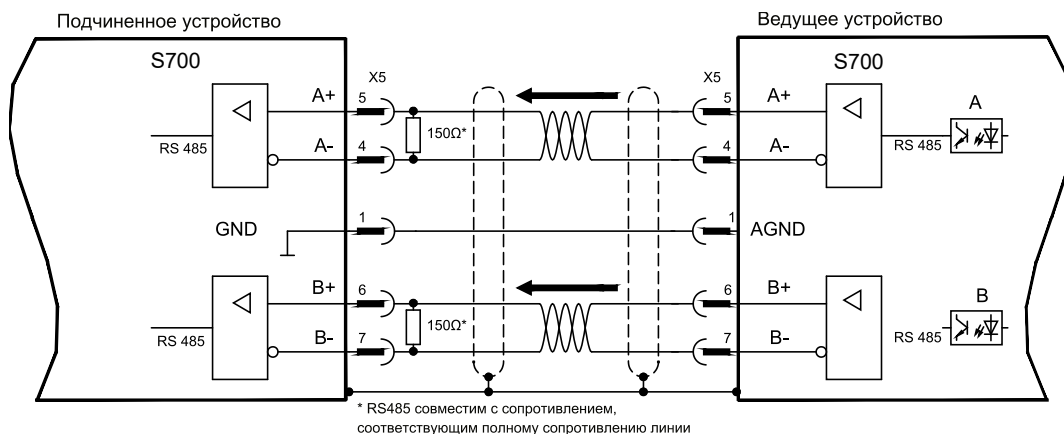 Подчиненное устройство
Ведущее устройство
S700
S700
X5
X5
A+
5
5
A+
A
150Ω*
RS 485
RS 485
A-
4
4
A-
GND
1
1
AGND
B+
6
6
B+
B
150Ω*
RS 485
RS 485
B-
7
7
B-
* RS485 совместим с сопротивлением,
соответствующим полному сопротивлению линии